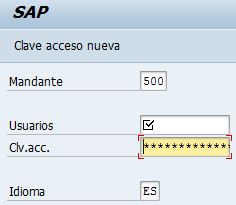 SAP
Clave acceso nueva
Mandante 500
Usuarios
Clv.acc. *************
Idioma ES